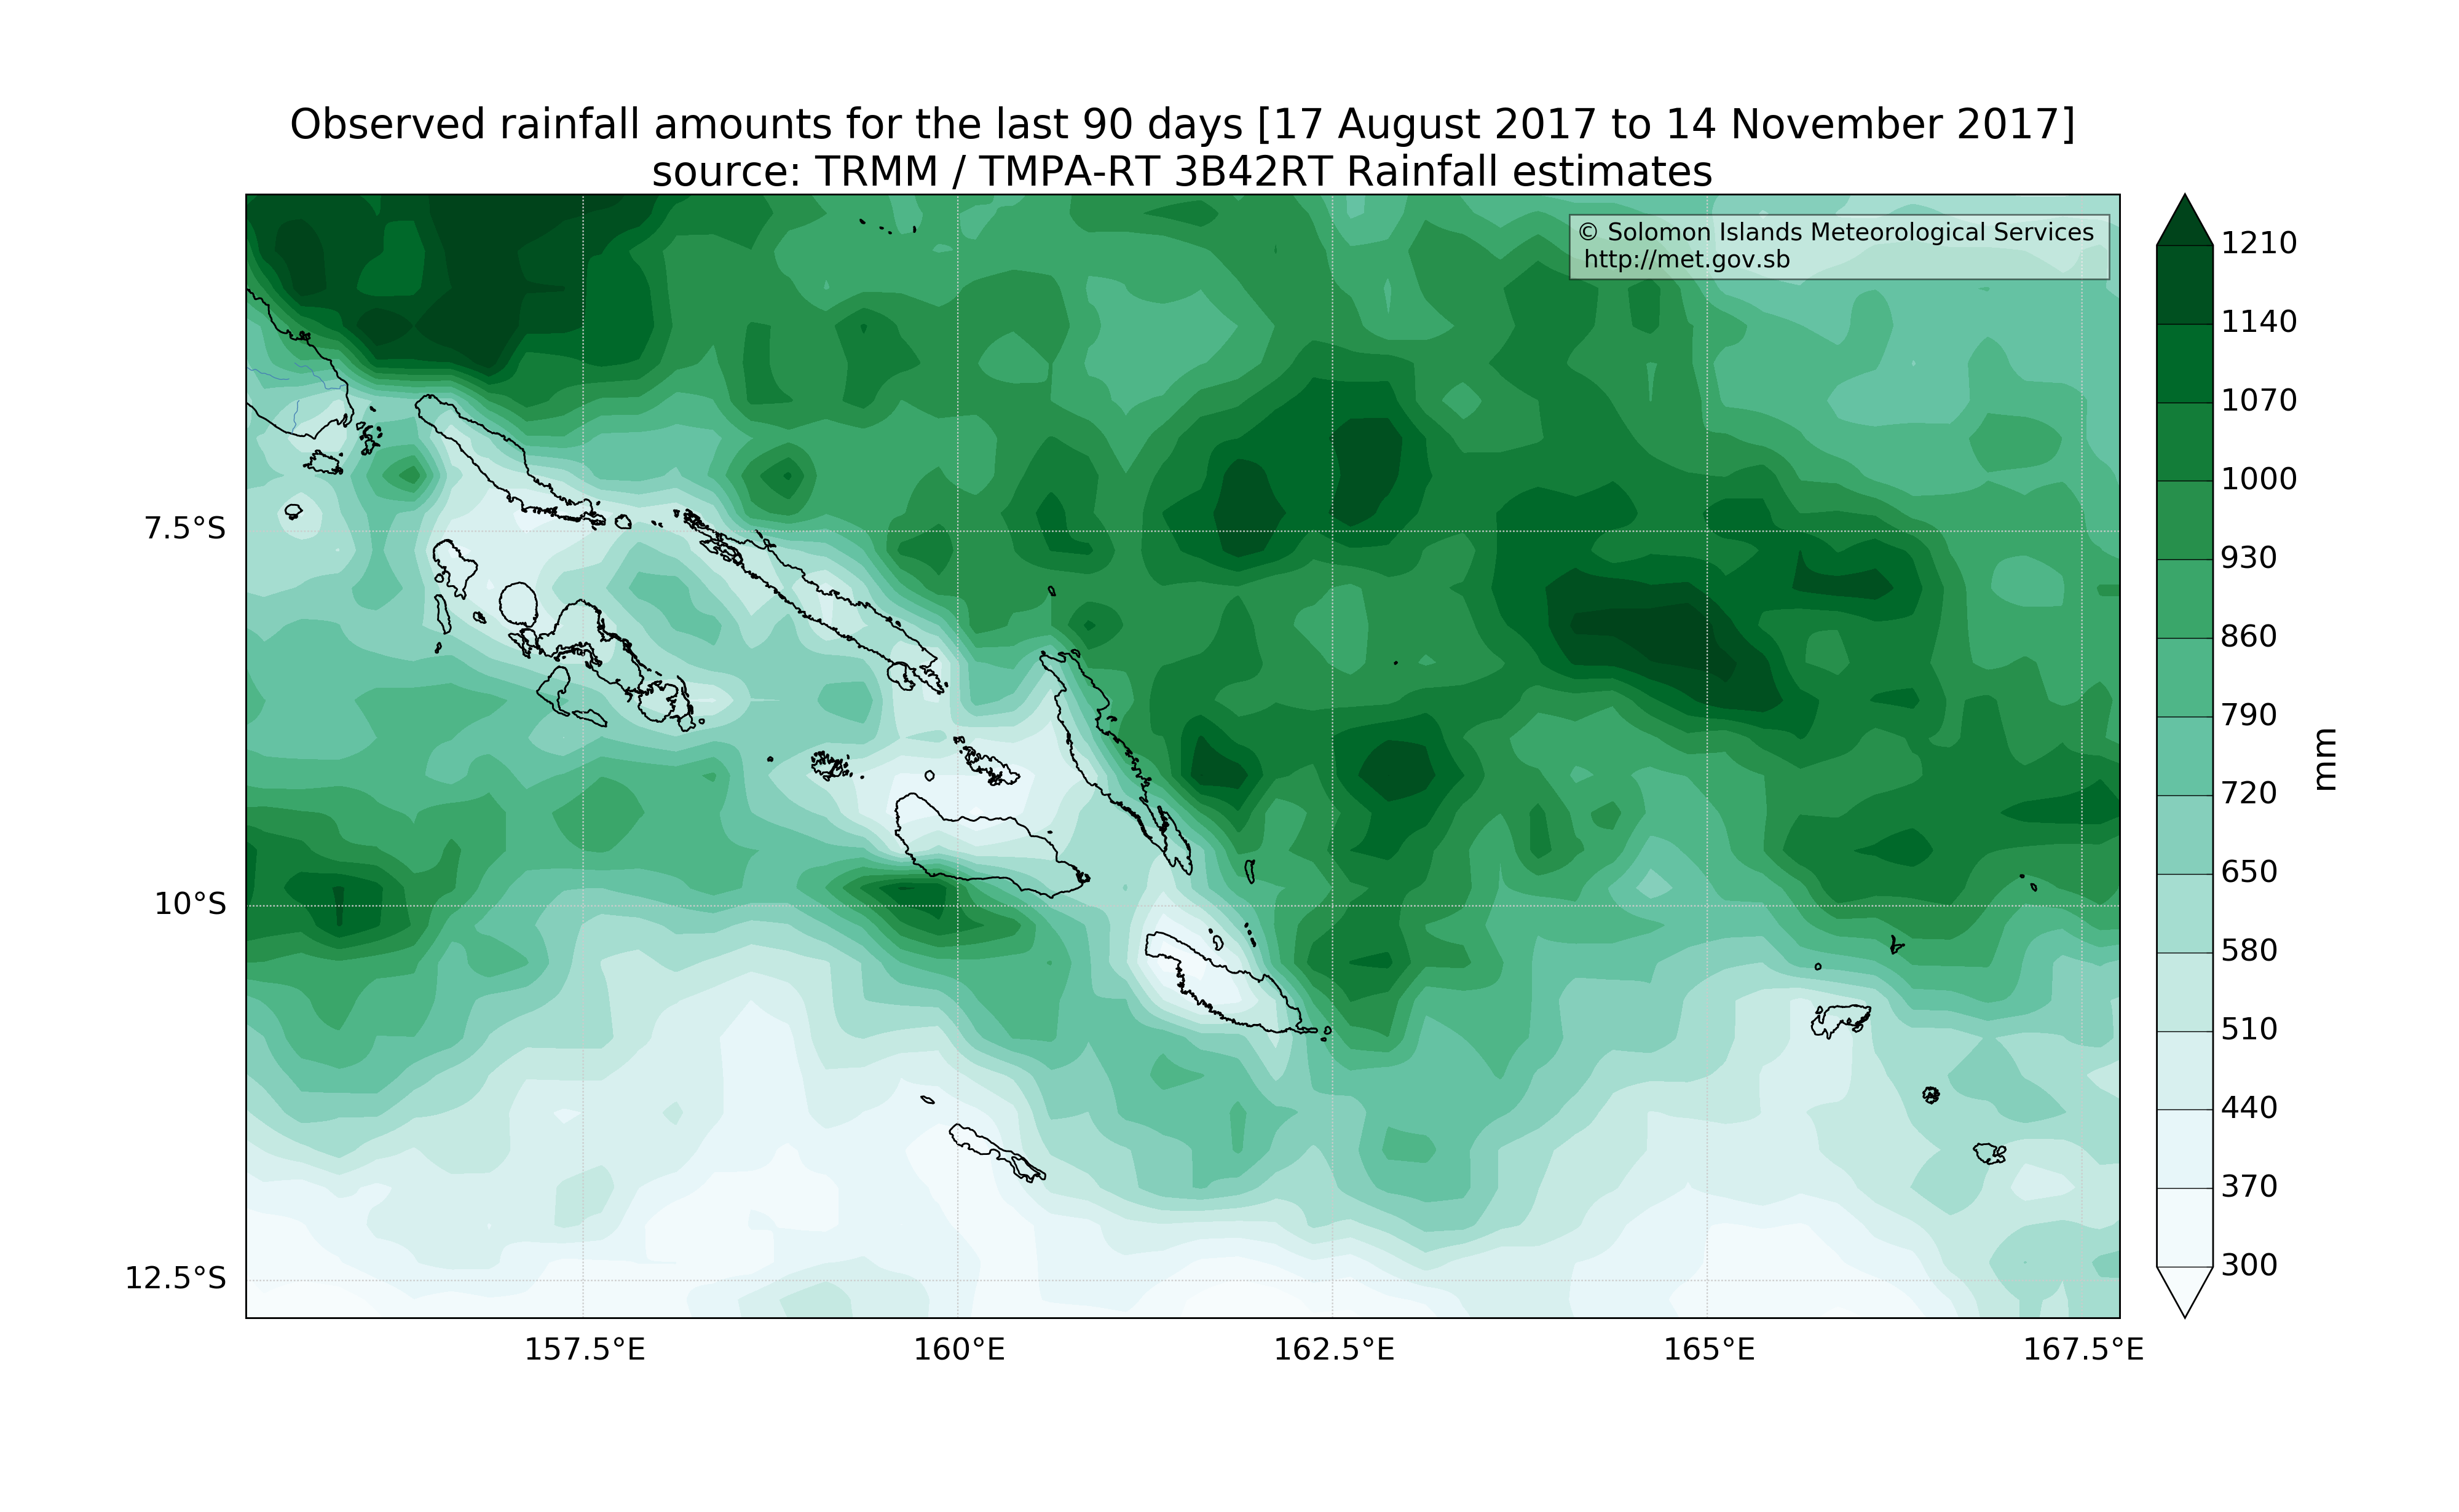 Observed rainfall amounts for the last 90 days [17 August 2017 to 14 November 2017]
source: TRMM / TMPA-RT 3B42RT Rainfall estimates
© Solomon Islands Meteorological Services
http://met.gov.sb
7.5°S
10°S
12.5°S
157.5°E
160°E
162.5°E
165°E
167.5°E
1210
1140
1070
1000
930
860
790
720
650
580
510
440
370
300
mm